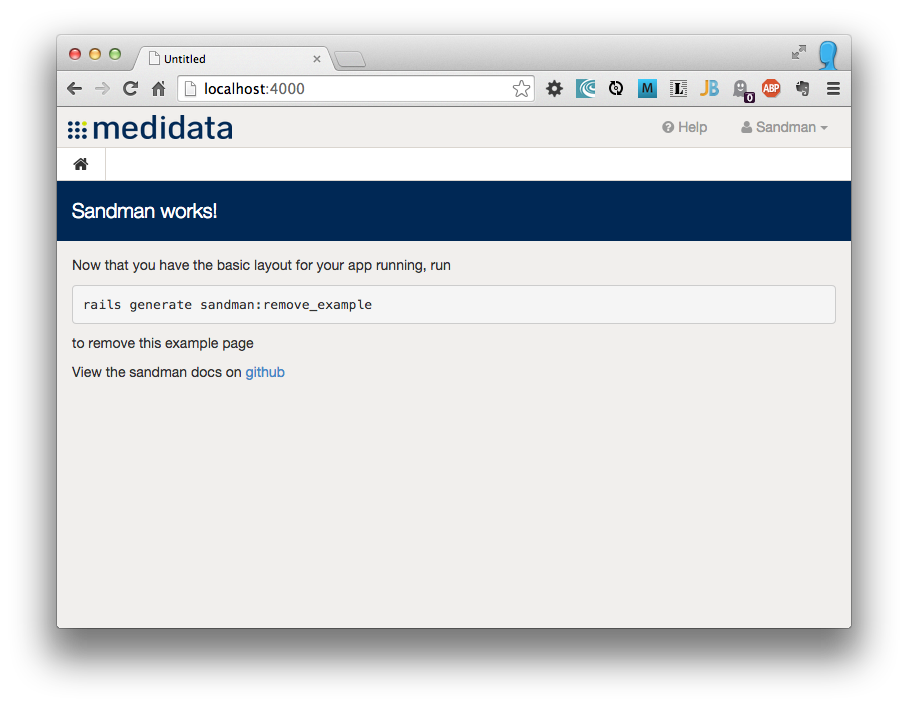 Untitled
localhost:4000
M
L
JB
0
ABP
medidata
Help
Sandman
Sandman works!
Now that you have the basic layout for your app running, run
rails generate sandman:remove_example
to remove this example page
View the sandman docs on github